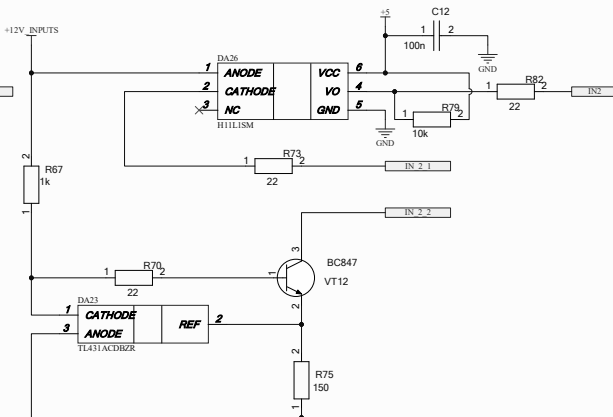 +5
C12
+12V_INPUTS
1 2
100n
GND
DA26
1 ANODE VCC 6
2 CATHODE VO 4
3 NC GND 5
H11L1SM
R82
1 2
22
IN2
R79
1 2
10k
GND
R73
1 2
22
IN_2_1
2
R67
1k
1
IN_2_2
3
BC847
1
VT12
2
R70
1 2
22
DA23
1 CATHODE
3 ANODE
REF 2
TL431ACDBZR
2
R75
150
1